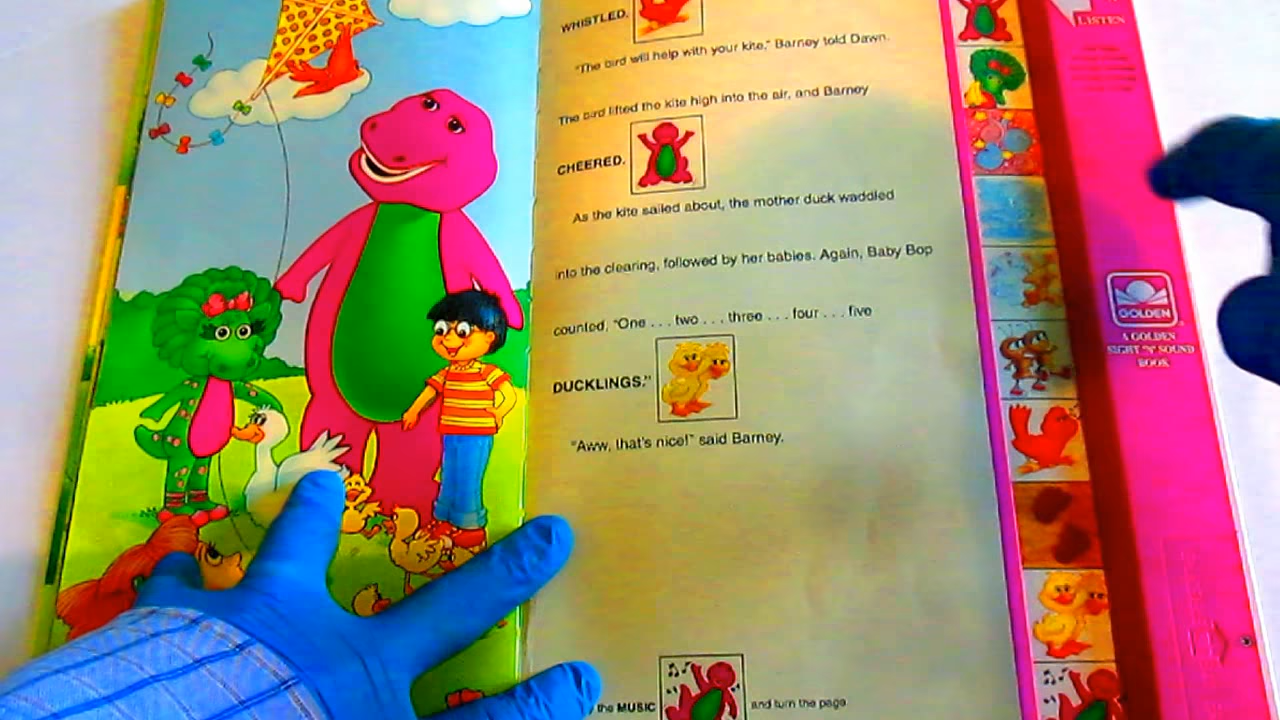 WHISTLED.
"The bird will help with your kite," Barney told Dawn.
The bird lifted the kite high into the air, and Barney
CHEERED.
As the kite sailed about, the mother duck waddled
into the clearing, followed by her babies. Again, Baby Bop
counted, "One . . . two . . . three . . . four . . . five
DUCKLINGS."
"Aww, that's nice!" said Barney.
the MUSIC and turn the page
LISTEN
GOLDEN
A GOLDEN
SIGHT 'N' SOUND
BOOK